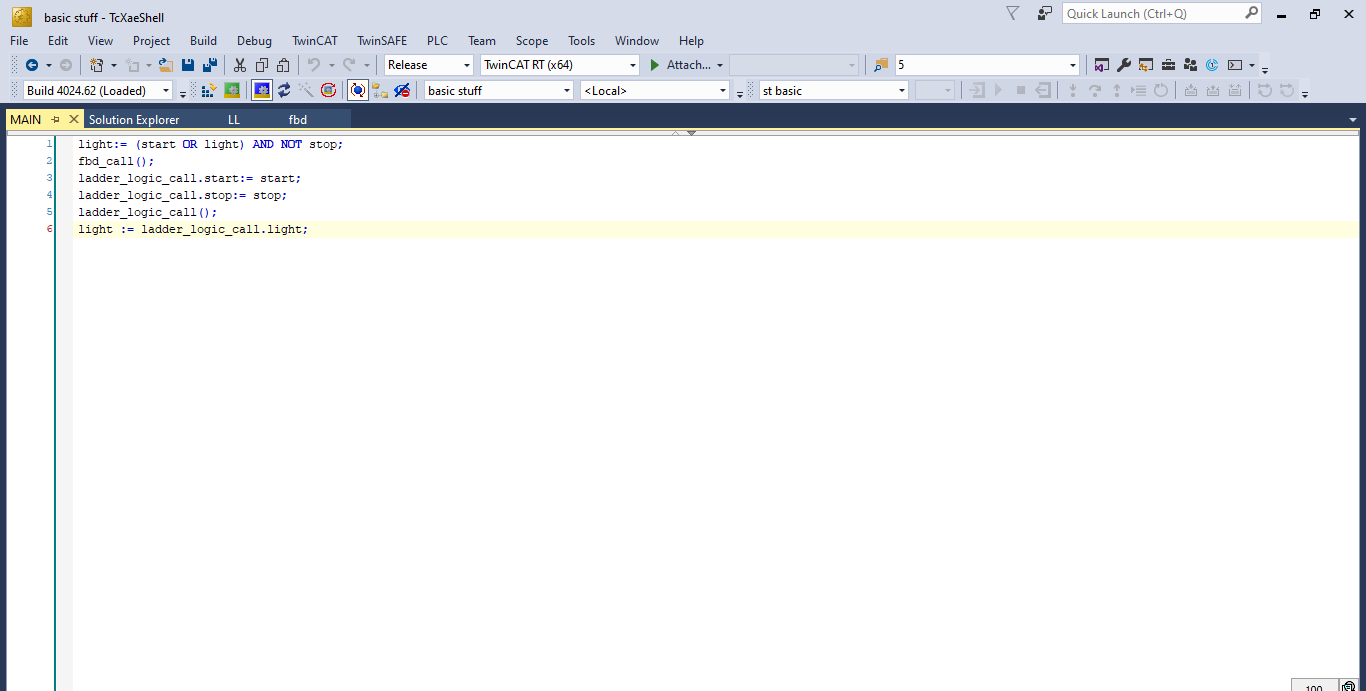 basic stuff - TcXaeShell
Quick Launch (Ctrl+Q)
File Edit View Project Build Debug TwinCAT TwinSAFE PLC Team Scope Tools Window Help
Release TwinCAT RT (x64) Attach... 5
Build 4024.62 (Loaded) basic stuff <Local> st basic
MAIN Solution Explorer LL fbd
1 light:= (start OR light) AND NOT stop;
2 fbd_call();
3 ladder_logic_call.start:= start;
4 ladder_logic_call.stop:= stop;
5 ladder_logic_call();
6 light := ladder_logic_call.light;
100